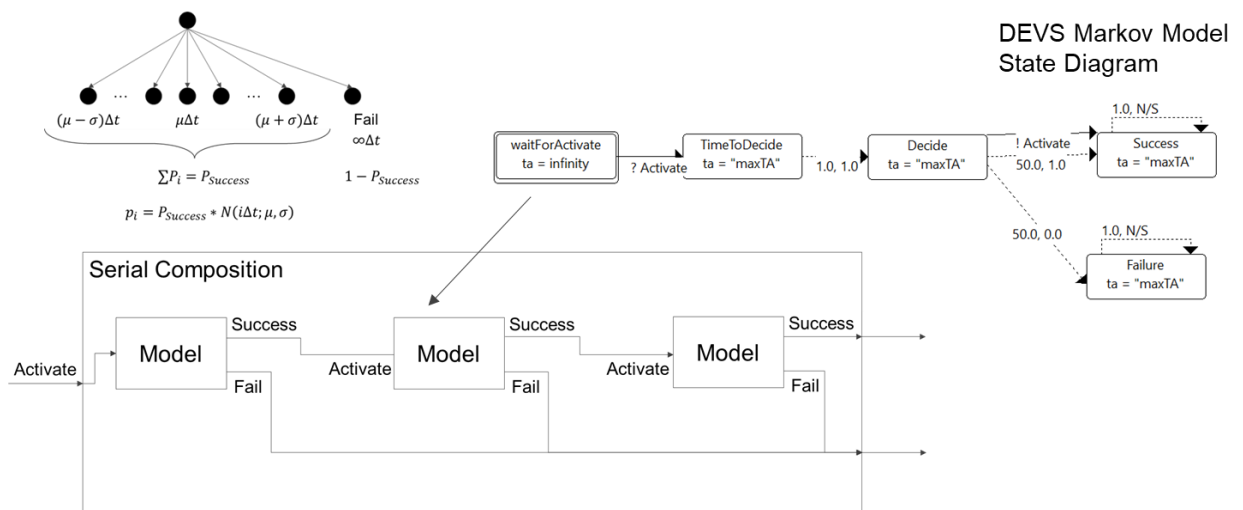 DEVS Markov Model
State Diagram
... ...
(μ − σ)Δt μΔt (μ + σ)Δt Fail
∞Δt
∑P_i = P_Success 1 − P_Success
p_i = P_Success * N(iΔt; μ, σ)
waitForActivate
ta = infinity
? Activate
TimeToDecide
ta = "maxTA"
1.0, 1.0
Decide
ta = "maxTA"
! Activate
50.0, 1.0
50.0, 0.0
1.0, N/S
Success
ta = "maxTA"
1.0, N/S
Failure
ta = "maxTA"
Serial Composition
Activate
Model
Success
Fail
Activate
Model
Success
Fail
Activate
Model
Success
Fail